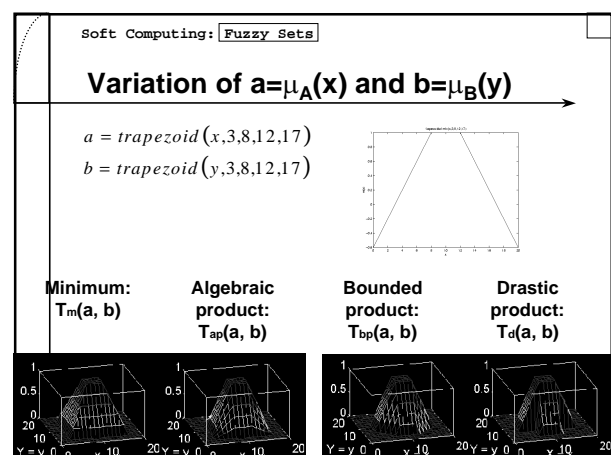 Soft Computing: Fuzzy Sets
Variation of a=μA(x) and b=μB(y)
a = trapezoid(x,3,8,12,17)
b = trapezoid(y,3,8,12,17)
Minimum:
Tm(a, b)
Algebraic
product:
Tap(a, b)
Bounded
product:
Tbp(a, b)
Drastic
product:
Td(a, b)
1
0.5
0
20
10
Y = y 0 0 x 10 20
1
0.5
0
20
10
Y = y 0 0 x 10 20
1
0.5
0
20
10
Y = y 0 0 x 10 20
1
0.5
0
20
10
Y = y 0 0 x 10 20